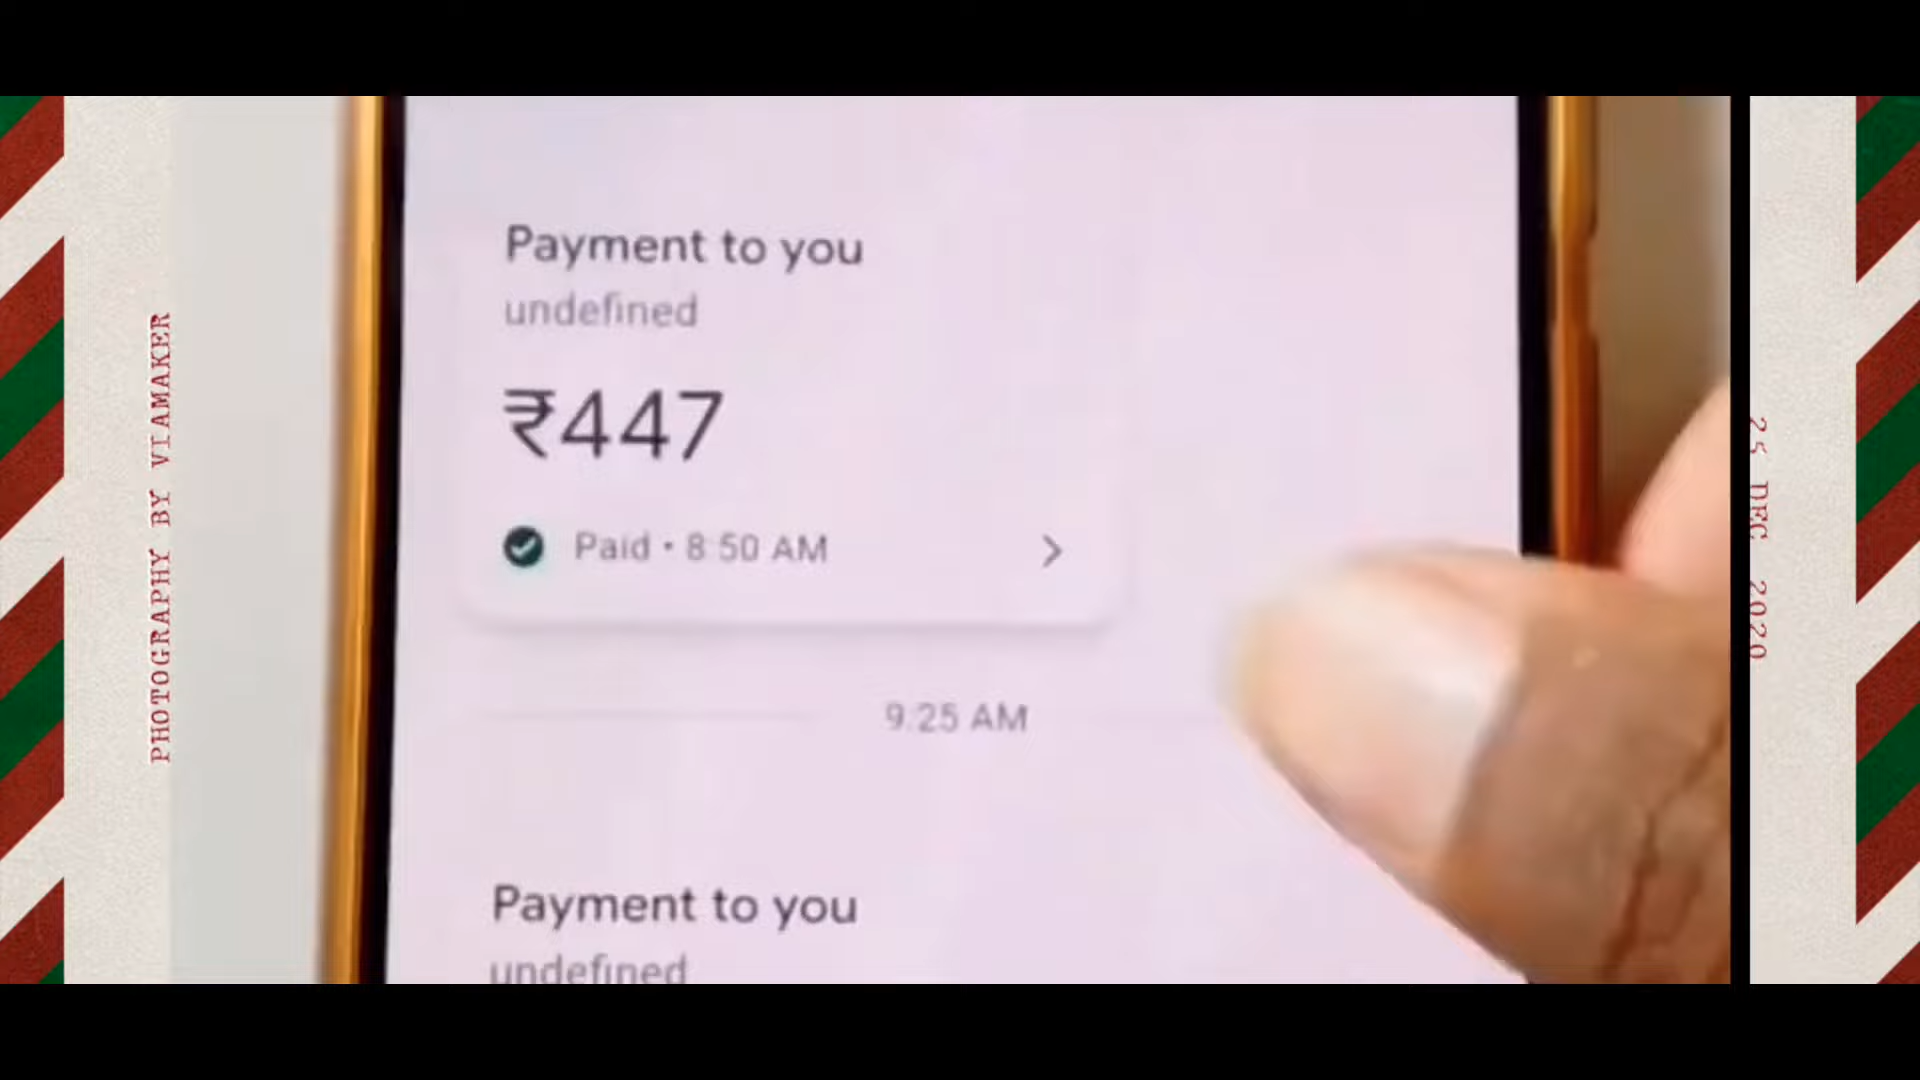 PHOTOGRAPHY BY VIAMAKER
Payment to you
undefined
₹447
Paid • 8:50 AM
9:25 AM
Payment to you
undefined
25 DEC 2020